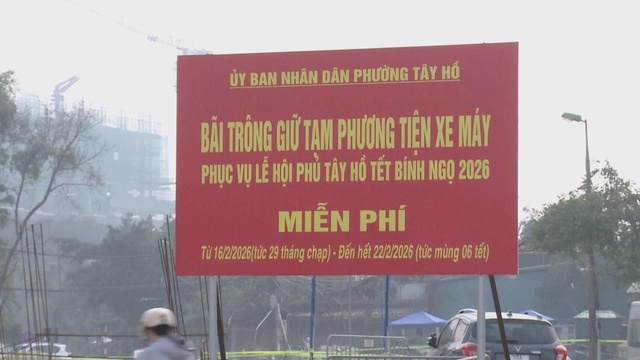 ỦY BAN NHÂN DÂN PHƯỜNG TÂY HỒ
BÃI TRÔNG GIỮ TẠM PHƯƠNG TIỆN XE MÁY
PHỤC VỤ LỄ HỘI PHỦ TÂY HỒ TẾT BÍNH NGỌ 2026
MIỄN PHÍ
Từ 16/2/2026(tức 29 tháng chạp) - Đến hết 22/2/2026 (tức mùng 06 tết)